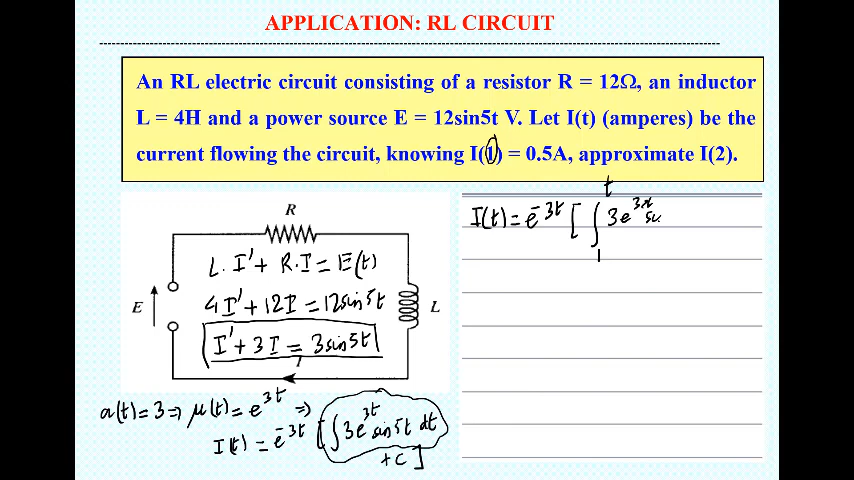 APPLICATION: RL CIRCUIT
An RL electric circuit consisting of a resistor R = 12Ω, an inductor
L = 4H and a power source E = 12sin5t V. Let I(t) (amperes) be the
current flowing the circuit, knowing I(1) = 0.5A, approximate I(2).
R
E
L
L. I' + R.I = E(t)
4I' + 12I = 12sin5t
I' + 3I = 3sin5t
a(t)=3 => μ(t) = e^3t =>
I(t) = e^-3t [∫3e^3t sin5t dt
+C]
I(t) = e^-3t [∫_1^t 3e^3x